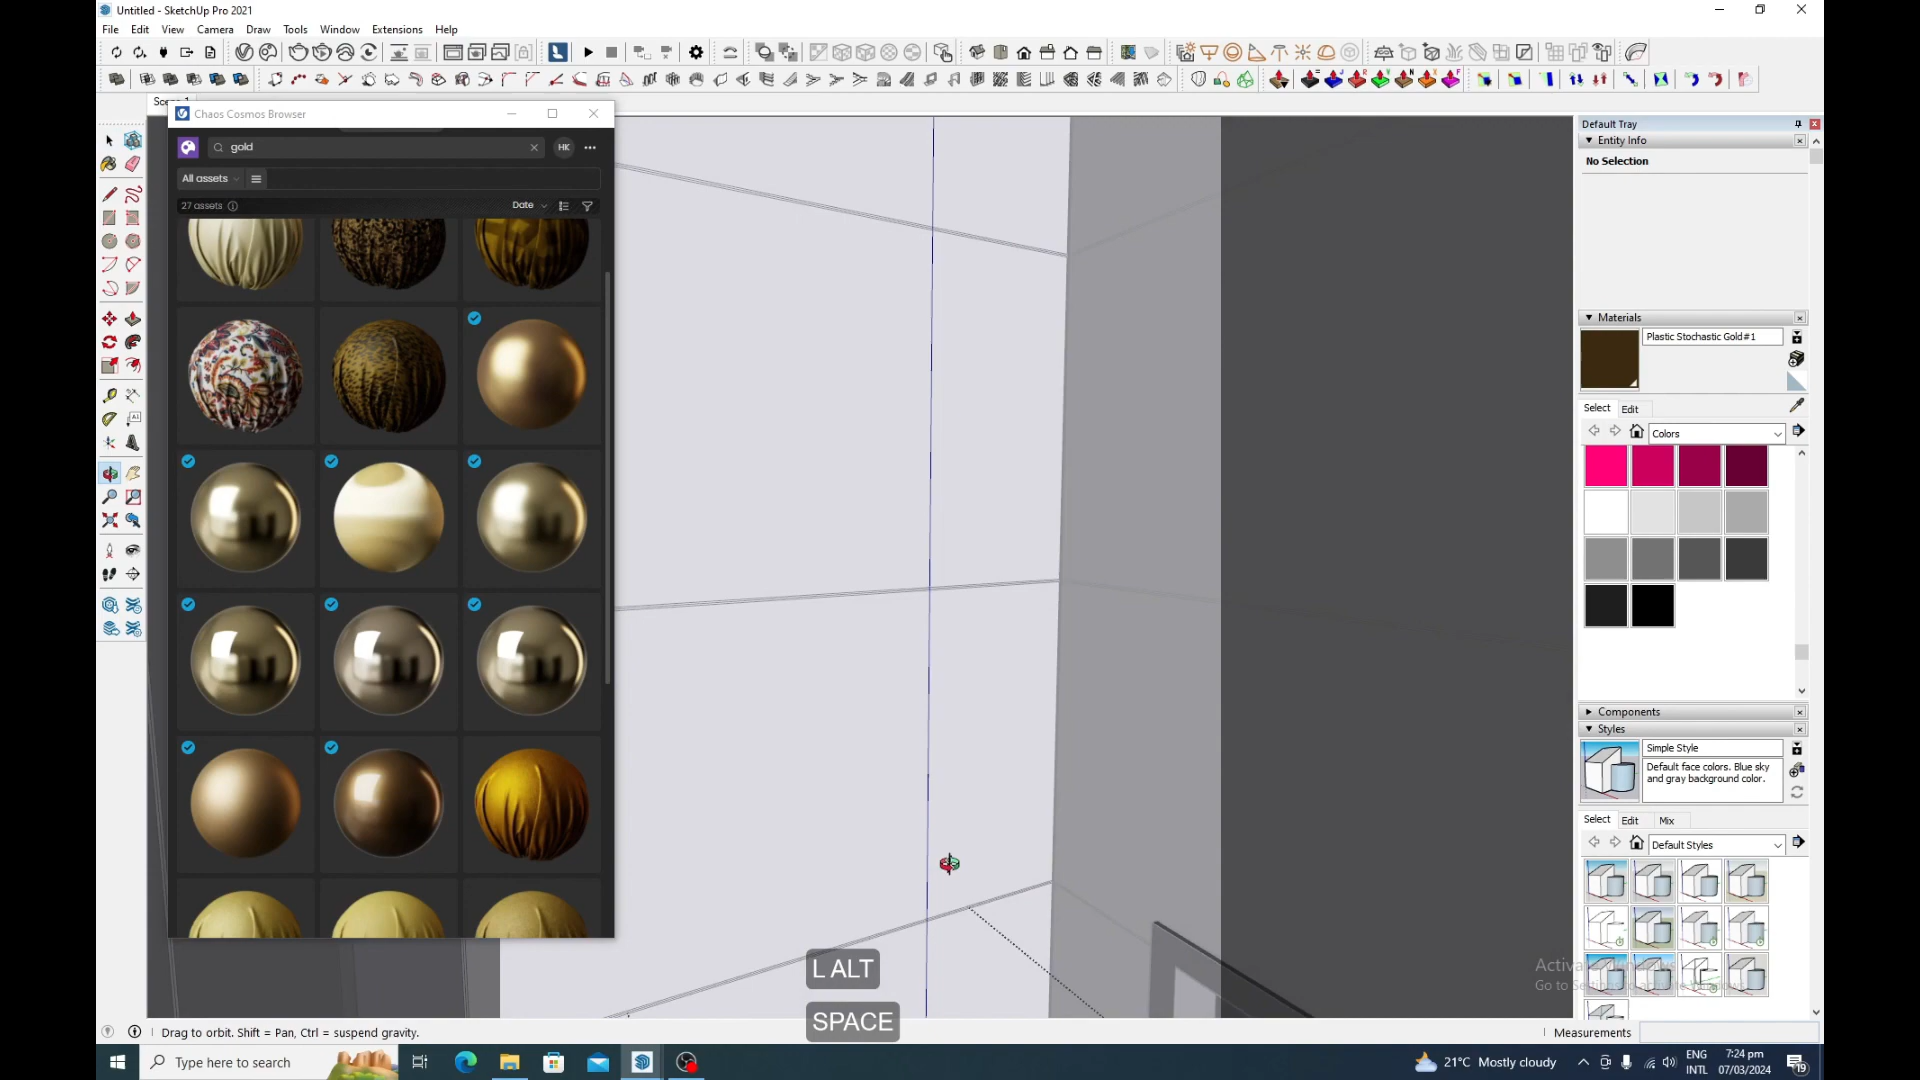 Untitled - SketchUp Pro 2021
File Edit View Camera Draw Tools Window Extensions Help
Chaos Cosmos Browser
gold
HK
All assets
27 assets
Date
Default Tray
Entity Info
No Selection
Materials
Plastic Stochastic Gold#1
Select Edit
Colors
Components
Styles
Simple Style
Default face colors. Blue sky
and gray background color.
Select Edit Mix
Default Styles
L ALT
SPACE
Drag to orbit. Shift = Pan, Ctrl = suspend gravity.
Measurements
Type here to search
21°C Mostly cloudy
ENG
INTL
7:24 pm
07/03/2024
19